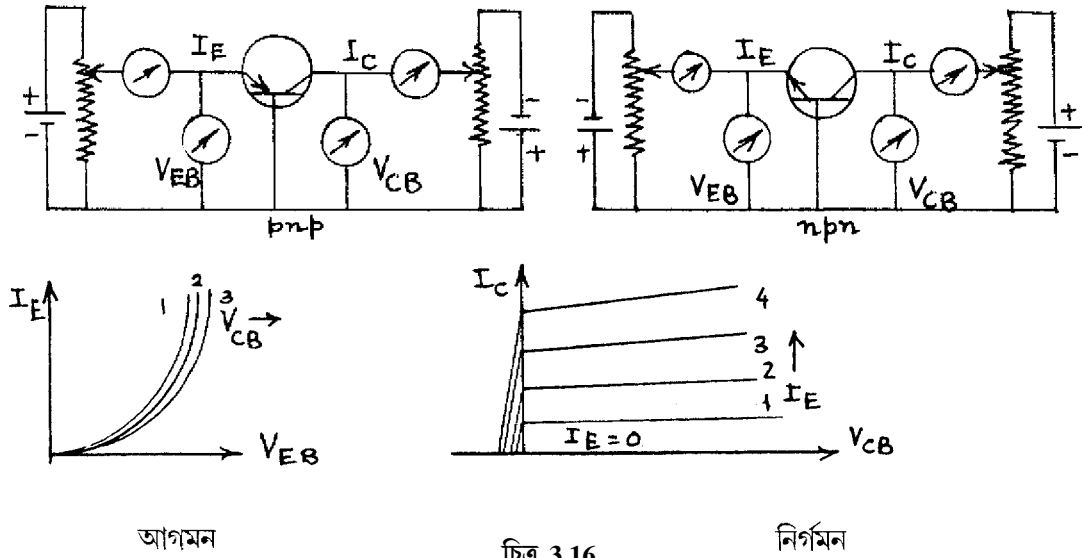 I_E I_C
I_E I_C
+
-
-
+
-
+
+
-
V_EB V_CB
V_EB V_CB
pnp
npn
I_E
1 2 3
V_CB →
V_EB
I_C
4
3
2
1
I_E
I_E = 0
V_CB
আগমন
চিত্র 3.16
নির্গমন